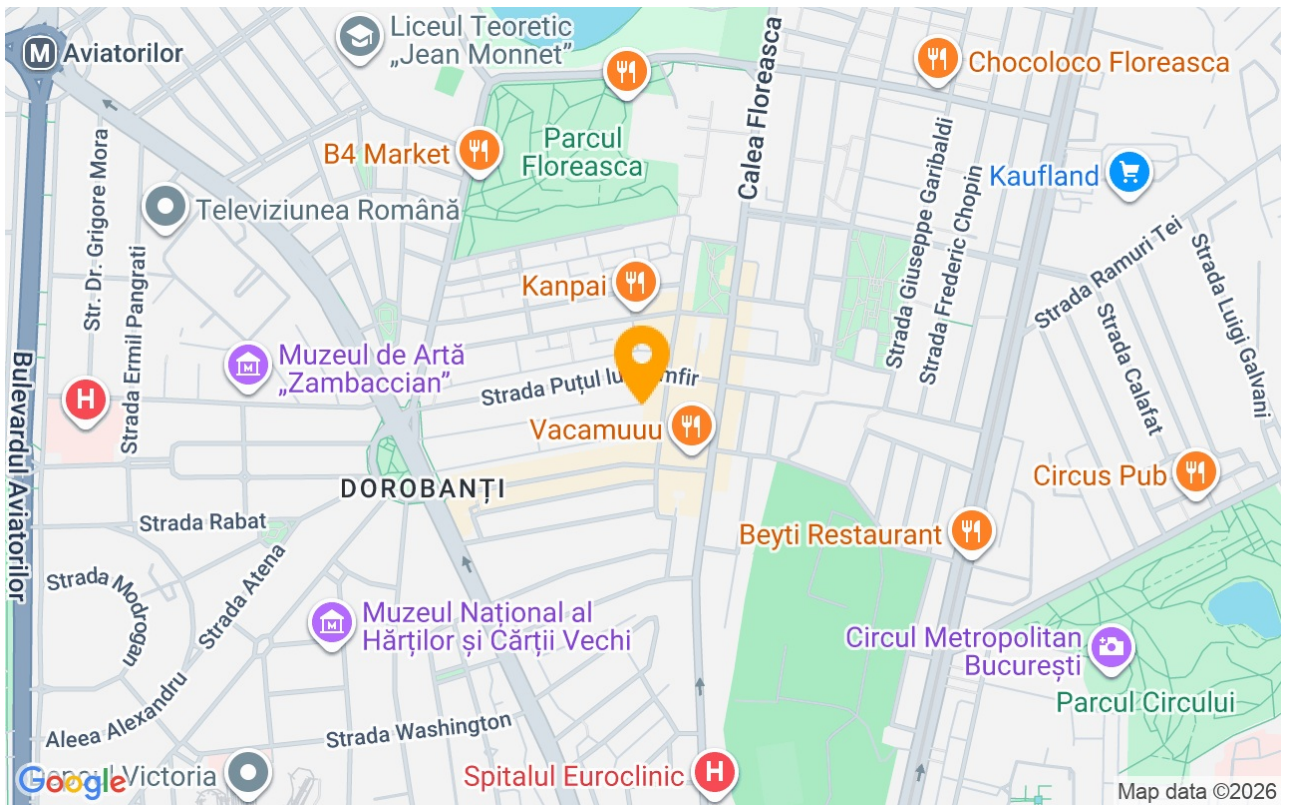 Liceul Teoretic
„Jean Monnet”
M Aviatorilor
Chocoloco Floreasca
Calea Floreasca
Parcul
Floreasca
B4 Market
Kaufland
Str. Dr. Grigore Mora
Televiziunea Română
Strada Giuseppe Garibaldi
Strada Frederic Chopin
Strada Ramuri Tei
Strada Luigi Galvani
Strada Ermil Pangrati
Kanpai
Strada Calafat
Muzeul de Artă
„Zambaccian”
Strada Puțul
H
Bulevardul Aviatorilor
Vacamuuu
DOROBANȚI
Circus Pub
Strada Rabat
Beyti Restaurant
Strada Atena
Strada Modrogan
Muzeul Național al
Hărților și Cărții Vechi
Circul Metropolitan
București
Parcul Circului
Aleea Alexandru
Strada Washington
Victoria
Spitalul Euroclinic H
Google
Map data ©2026